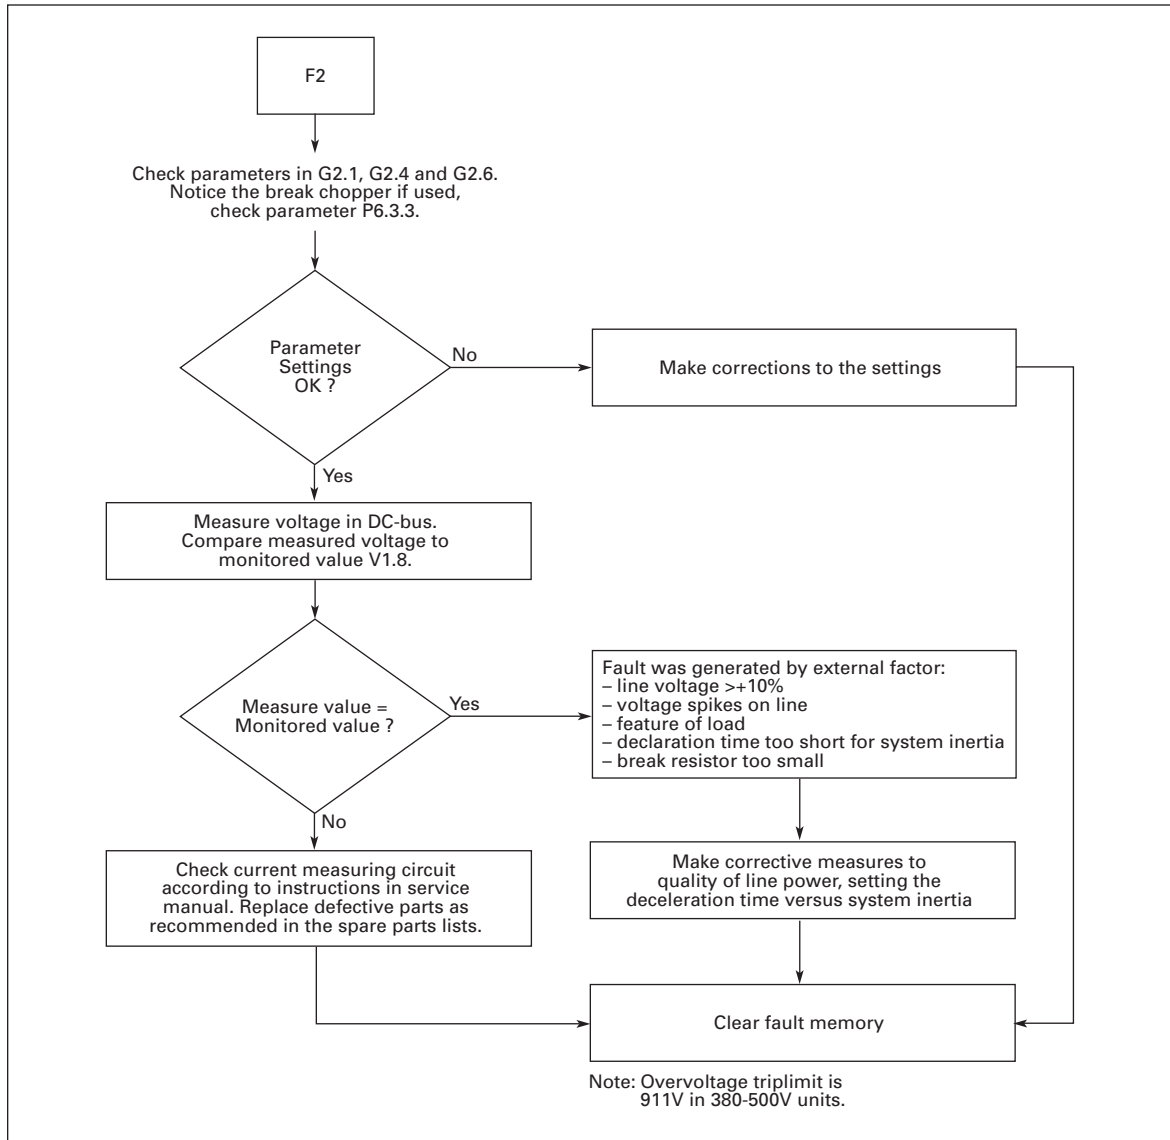 F2
Check parameters in G2.1, G2.4 and G2.6.
Notice the break chopper if used,
check parameter P6.3.3.
Parameter
Settings
OK ?
No
Make corrections to the settings
Yes
Measure voltage in DC-bus.
Compare measured voltage to
monitored value V1.8.
Measure value =
Monitored value ?
Yes
Fault was generated by external factor:
– line voltage >+10%
– voltage spikes on line
– feature of load
– declaration time too short for system inertia
– break resistor too small
No
Check current measuring circuit
according to instructions in service
manual. Replace defective parts as
recommended in the spare parts lists.
Make corrective measures to
quality of line power, setting the
deceleration time versus system inertia
Clear fault memory
Note: Overvoltage triplimit is
911V in 380-500V units.